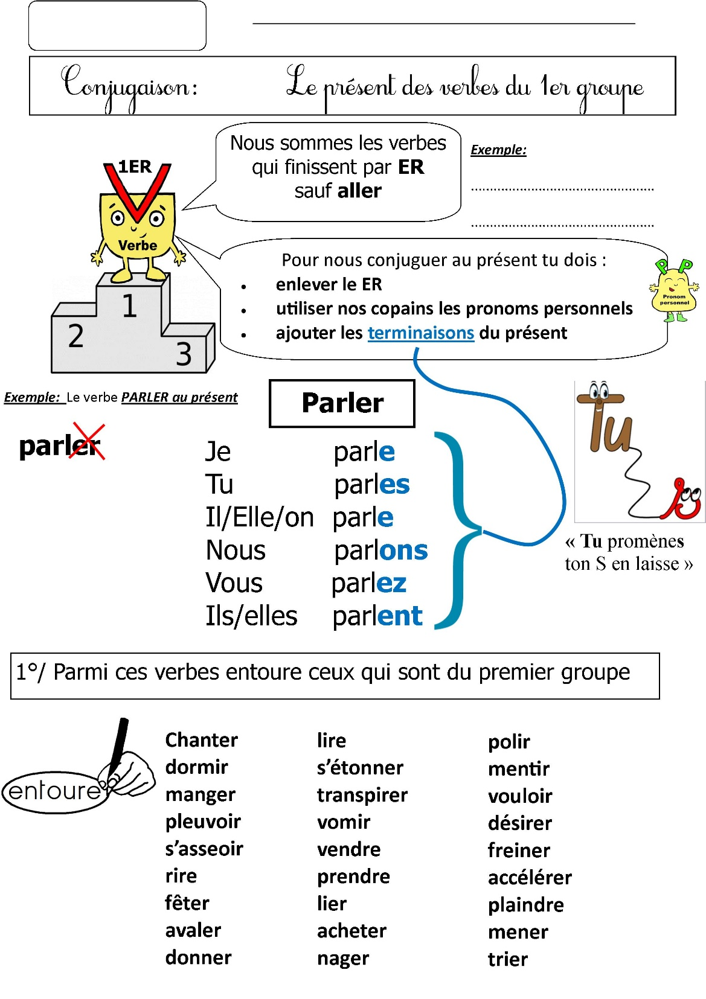 Conjugaison: Le présent des verbes du 1er groupe
Nous sommes les verbes
qui finissent par ER
sauf aller
Exemple:
................................................
................................................
1ER
Verbe
1
2
3
Pour nous conjuguer au présent tu dois :
• enlever le ER
• utiliser nos copains les pronoms personnels
• ajouter les terminaisons du présent
P P
Pronom
personnel
Exemple: Le verbe PARLER au présent
Parler
parler
Je parle
Tu parles
Il/Elle/on parle
Nous parlons
Vous parlez
Ils/elles parlent
Tu
s
« Tu promènes
ton S en laisse »
1°/ Parmi ces verbes entoure ceux qui sont du premier groupe
entoure
Chanter lire polir
dormir s’étonner mentir
manger transpirer vouloir
pleuvoir vomir désirer
s’asseoir vendre freiner
rire prendre accélérer
fêter lier plaindre
avaler acheter mener
donner nager trier